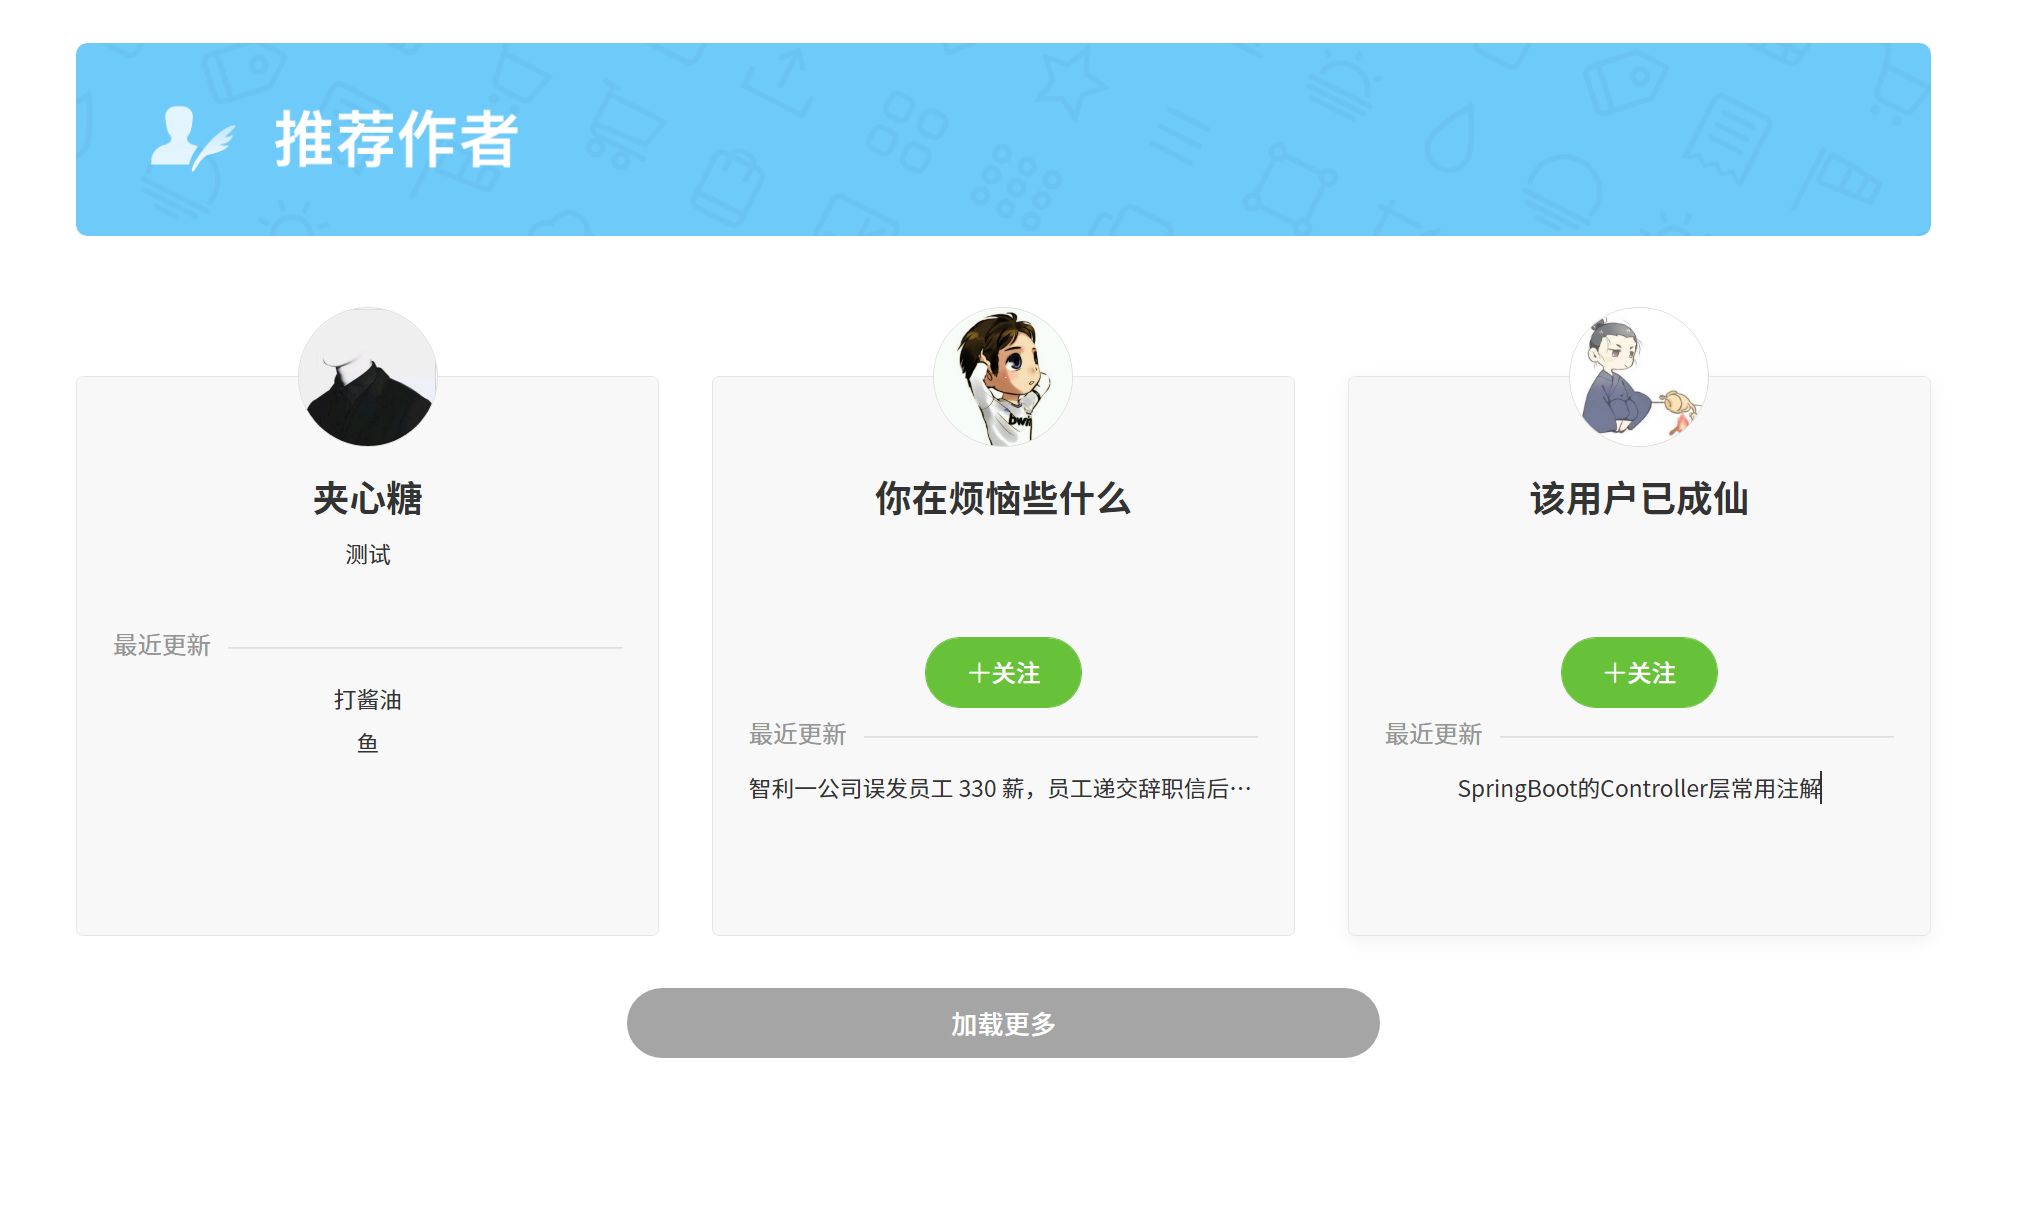 推荐作者
夹心糖
测试
最近更新
打酱油
鱼
你在烦恼些什么
+关注
最近更新
智利一公司误发员工 330 薪，员工递交辞职信后…
该用户已成仙
+关注
最近更新
SpringBoot的Controller层常用注解
加载更多
bwin